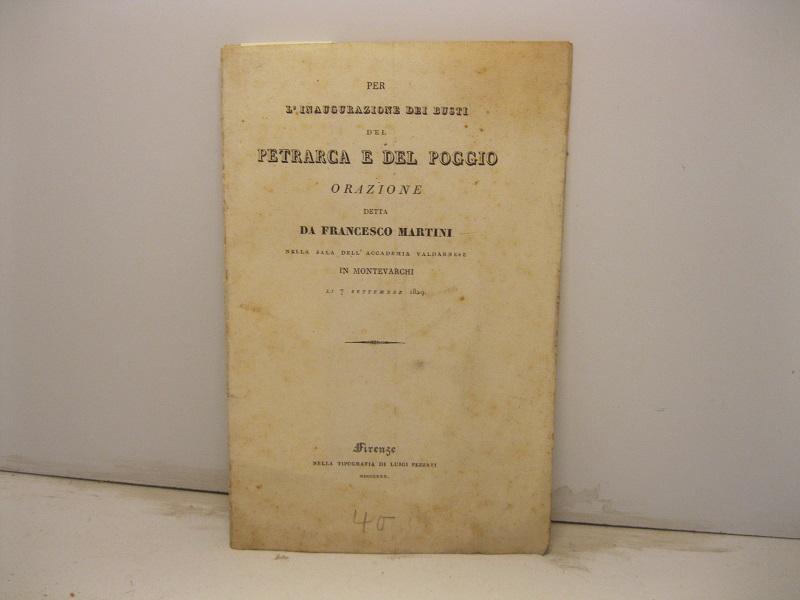 PER
L'INAUGURAZIONE DEI BUSTI
DEL
PETRARCA E DEL POGGIO
ORAZIONE
DETTA
DA FRANCESCO MARTINI
NELLA SALA DELL'ACCADEMIA VALDARNESE
IN MONTEVARCHI
LI 7 SETTEMBRE 1829.
Firenze
NELLA TIPOGRAFIA DI LUIGI PEZZATI
MDCCCXXX.
40